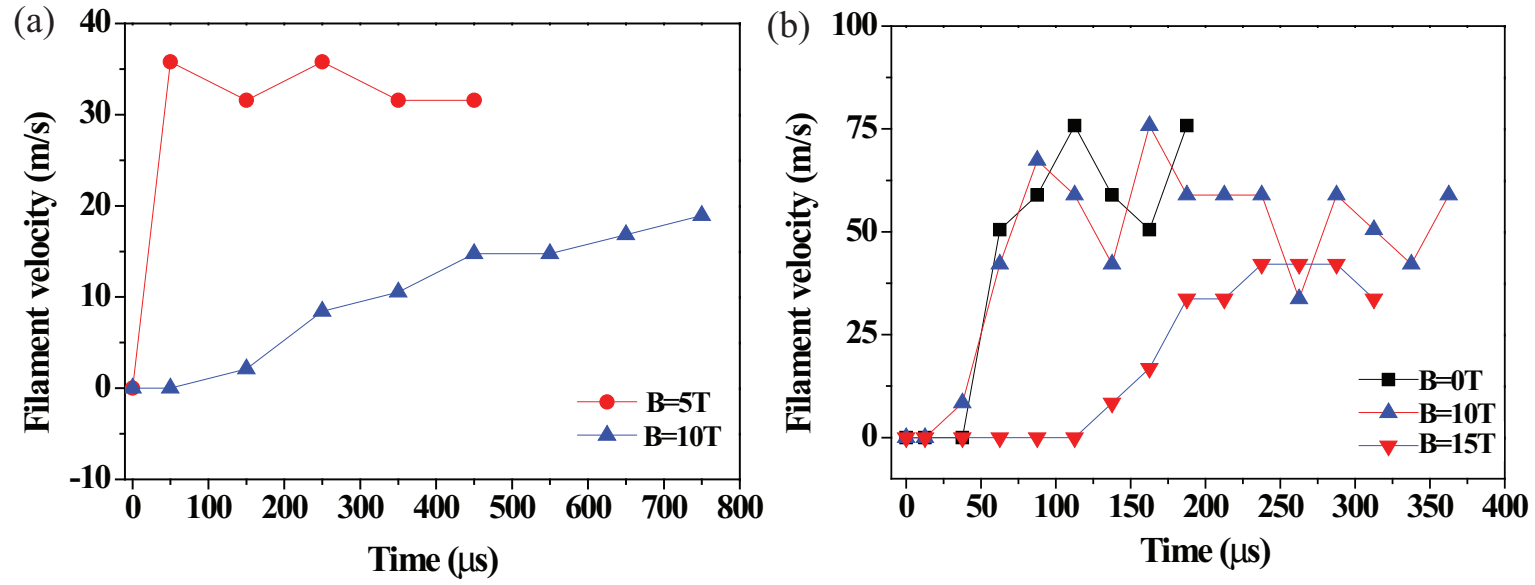 (a)
Filament velocity (m/s)
40
30
20
10
0
-10
B=5T
B=10T
0 100 200 300 400 500 600 700 800
Time (μs)
(b)
Filament velocity (m/s)
100
75
50
25
0
B=0T
B=10T
B=15T
0 50 100 150 200 250 300 350 400
Time (μs)